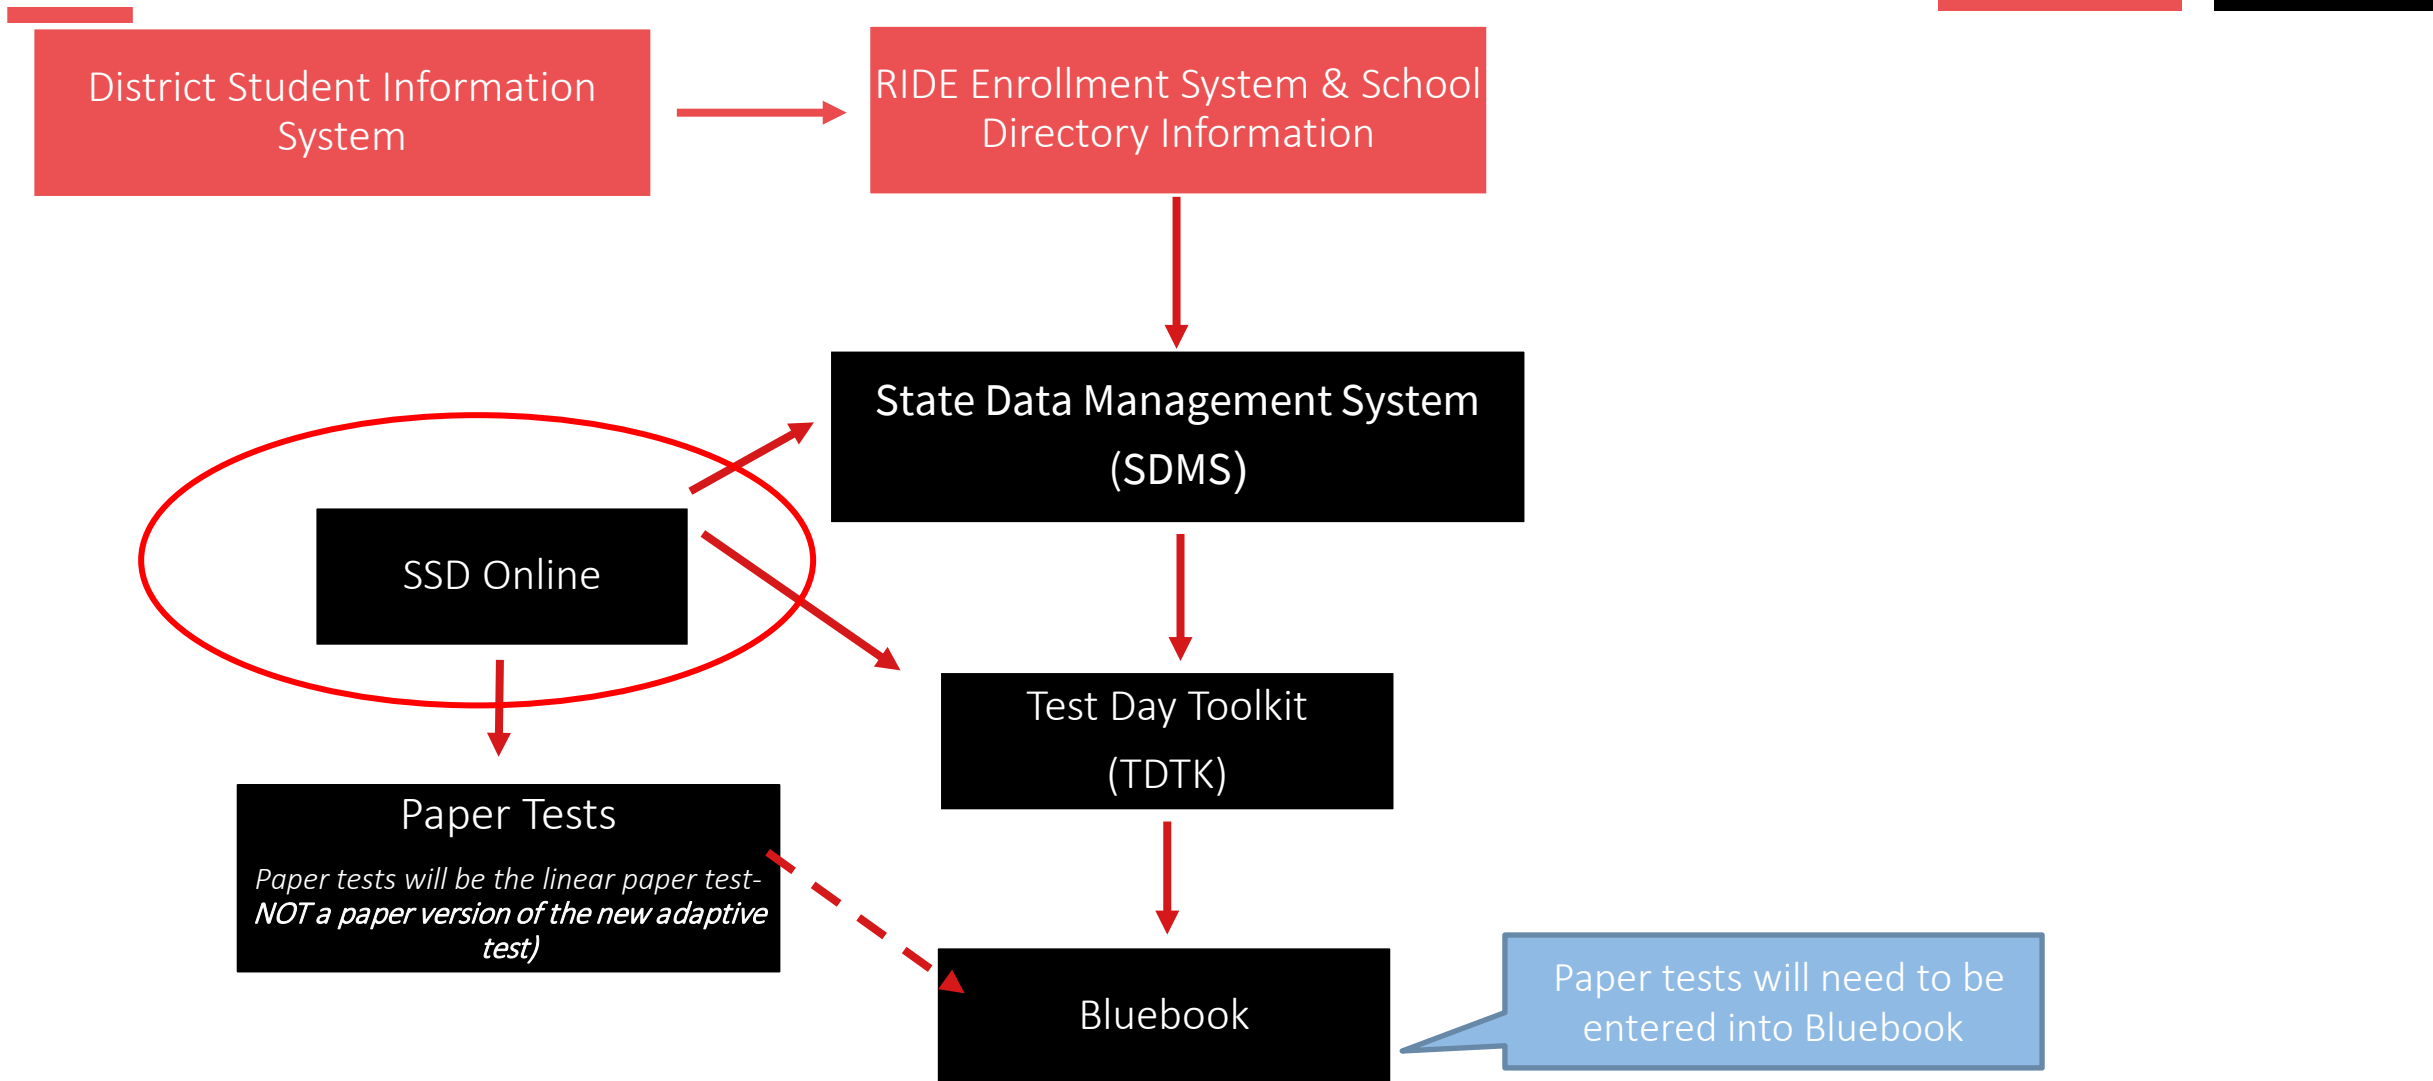 District Student Information
System
RIDE Enrollment System & School
Directory Information
State Data Management System
(SDMS)
SSD Online
Test Day Toolkit
(TDTK)
Paper Tests
Paper tests will be the linear paper test-
NOT a paper version of the new adaptive
test)
Bluebook
Paper tests will need to be
entered into Bluebook